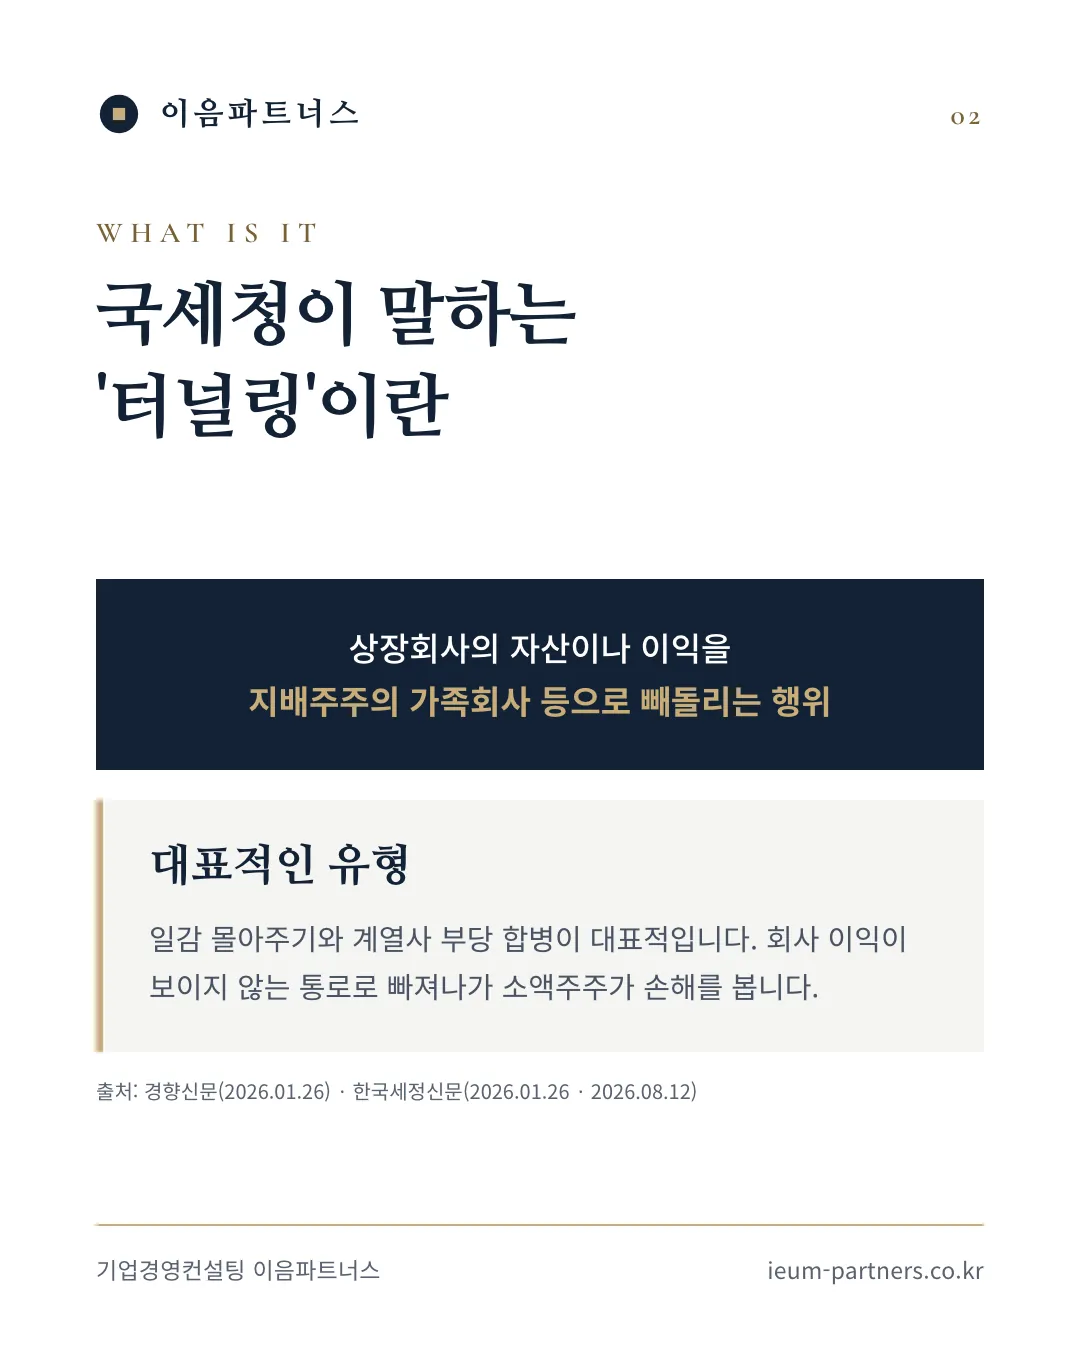 이음파트너스
02
WHAT IS IT
국세청이 말하는
'터널링'이란
상장회사의 자산이나 이익을
지배주주의 가족회사 등으로 빼돌리는 행위
대표적인 유형
일감 몰아주기와 계열사 부당 합병이 대표적입니다. 회사 이익이
보이지 않는 통로로 빠져나가 소액주주가 손해를 봅니다.
출처: 경향신문(2026.01.26) · 한국세정신문(2026.01.26 · 2026.08.12)
기업경영컨설팅 이음파트너스
ieum-partners.co.kr